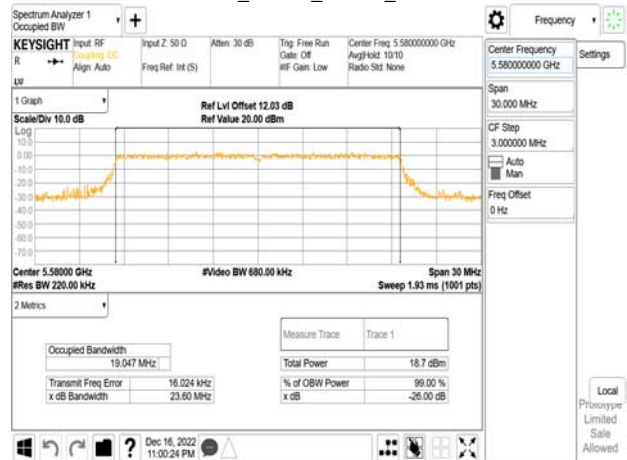 Spectrum Analyzer 1
Occupied BW
+
Frequency
KEYSIGHT Input: RF Input Z: 50 Ω Atten: 30 dB Trig: Free Run Center Freq: 5.580000000 GHz
R Coupling: DC Gate: Off Avg|Hold: 10/10
Align: Auto Freq Ref: Int (S) #IF Gain: Low Radio Std: None
Center Frequency
5.580000000 GHz
Settings
Span
30.000 MHz
CF Step
3.000000 MHz
Auto
Man
Freq Offset
0 Hz
1 Graph
Ref Lvl Offset 12.03 dB
Scale/Div 10.0 dB Ref Value 20.00 dBm
Log
10.0
0.00
-10.0
-20.0
-30.0
-40.0
-50.0
-60.0
-70.0
Center 5.58000 GHz #Video BW 680.00 kHz Span 30 MHz
#Res BW 220.00 kHz Sweep 1.93 ms (1001 pts)
2 Metrics
Measure Trace Trace 1
Occupied Bandwidth
19.047 MHz Total Power 18.7 dBm
Transmit Freq Error 16.024 kHz % of OBW Power 99.00 %
x dB Bandwidth 23.60 MHz x dB -26.00 dB
Local
Prototype
Limited
Sale
Allowed
? Dec 16, 2022
11:00:24 PM